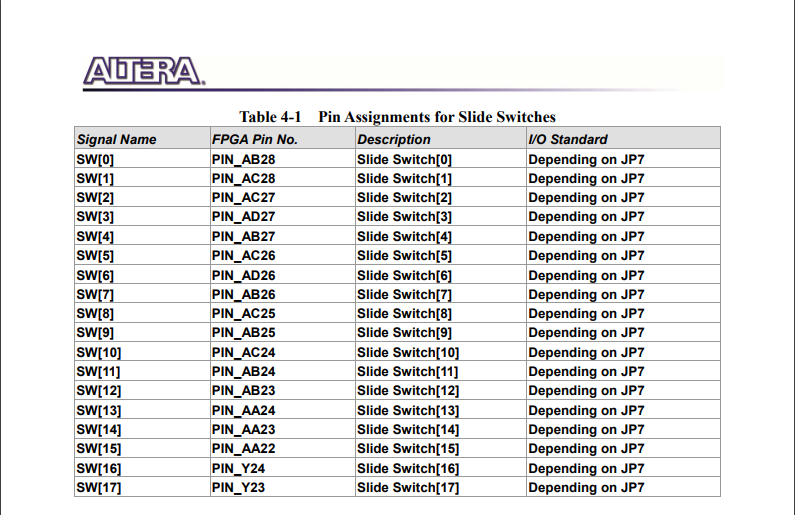 ALTERA.
Table 4-1 Pin Assignments for Slide Switches
Signal Name FPGA Pin No. Description I/O Standard
SW[0] PIN_AB28 Slide Switch[0] Depending on JP7
SW[1] PIN_AC28 Slide Switch[1] Depending on JP7
SW[2] PIN_AC27 Slide Switch[2] Depending on JP7
SW[3] PIN_AD27 Slide Switch[3] Depending on JP7
SW[4] PIN_AB27 Slide Switch[4] Depending on JP7
SW[5] PIN_AC26 Slide Switch[5] Depending on JP7
SW[6] PIN_AD26 Slide Switch[6] Depending on JP7
SW[7] PIN_AB26 Slide Switch[7] Depending on JP7
SW[8] PIN_AC25 Slide Switch[8] Depending on JP7
SW[9] PIN_AB25 Slide Switch[9] Depending on JP7
SW[10] PIN_AC24 Slide Switch[10] Depending on JP7
SW[11] PIN_AB24 Slide Switch[11] Depending on JP7
SW[12] PIN_AB23 Slide Switch[12] Depending on JP7
SW[13] PIN_AA24 Slide Switch[13] Depending on JP7
SW[14] PIN_AA23 Slide Switch[14] Depending on JP7
SW[15] PIN_AA22 Slide Switch[15] Depending on JP7
SW[16] PIN_Y24 Slide Switch[16] Depending on JP7
SW[17] PIN_Y23 Slide Switch[17] Depending on JP7